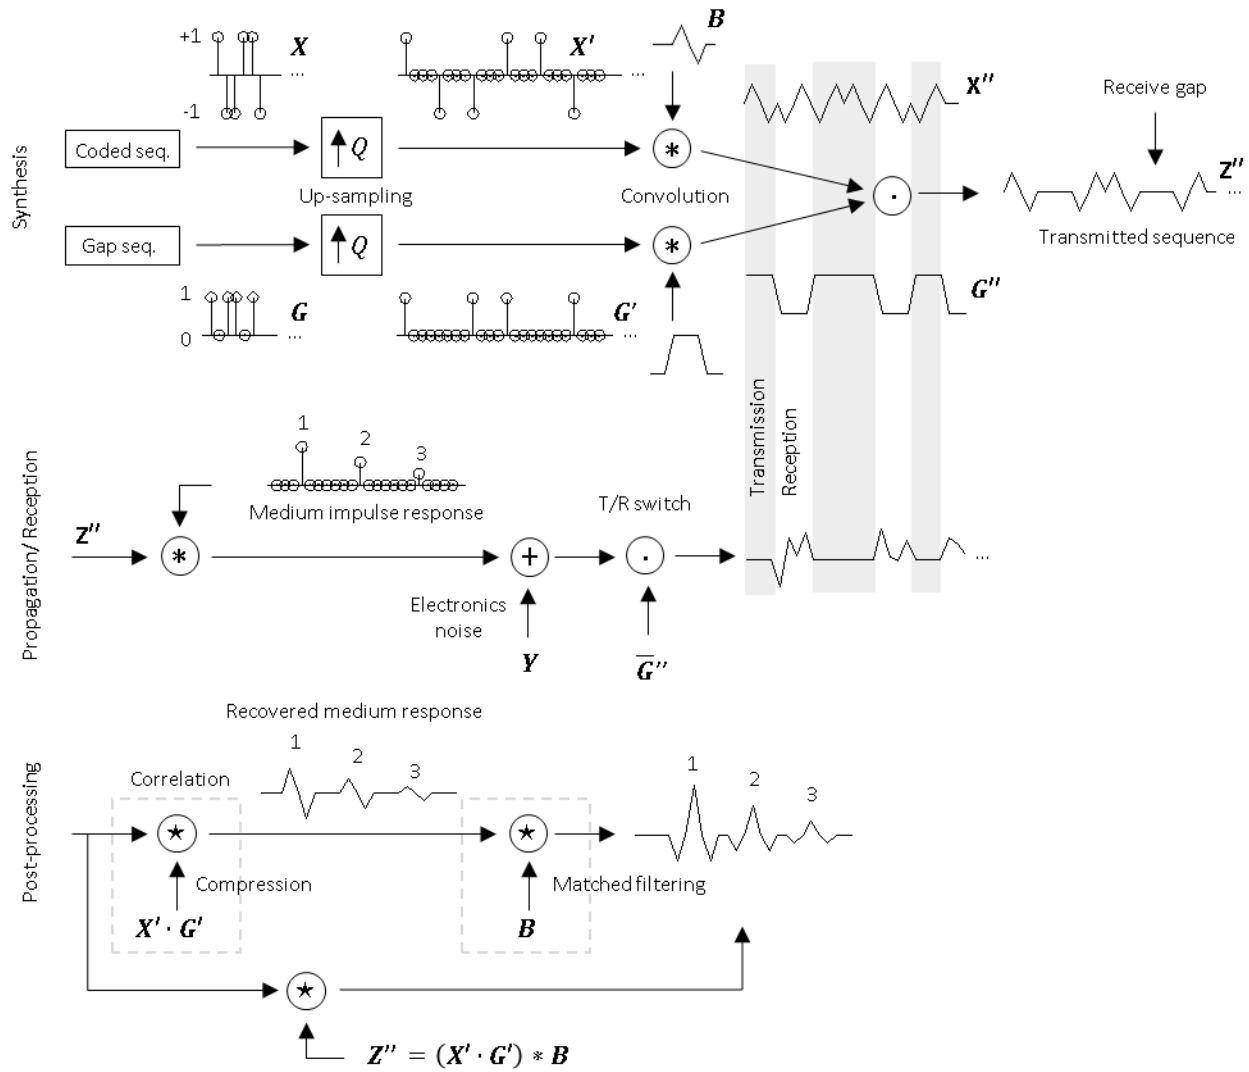 Synthesis
+1
-1
X
...
X′
...
B
Coded seq.
↑ Q
*
Up-sampling
Convolution
Gap seq.
↑ Q
*
1
0
G
...
G′
...
X′′
.
G′′
Receive gap
Z′′
...
Transmitted sequence
Transmission
Reception
Propagation/ Reception
1
2
3
Medium impulse response
Z′′
*
+
T/R switch
.
...
Electronics
noise
Y
G̅′′
Post-processing
Recovered medium response
1
2
3
Correlation
★
★
1
2
3
Compression
Matched filtering
X′ · G′
B
★
Z′′ = (X′ · G′) * B